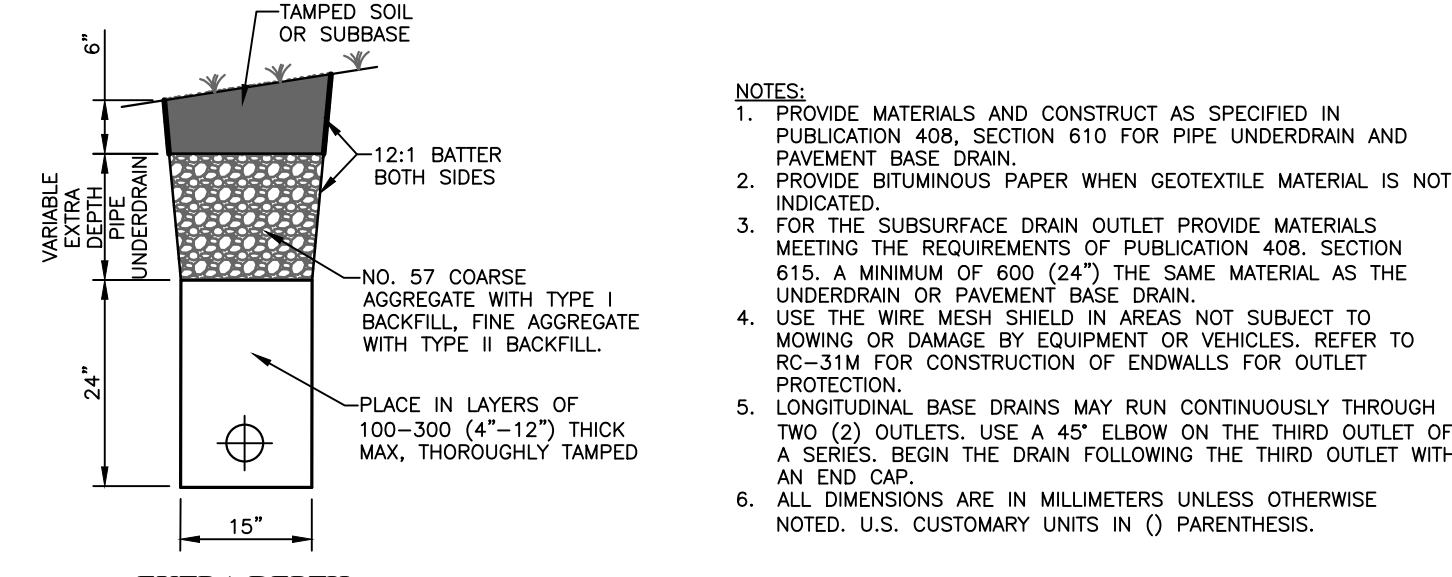 TAMPED SOIL
OR SUBBASE
6"
12:1 BATTER
BOTH SIDES
VARIABLE
EXTRA
DEPTH
PIPE
UNDERDRAIN
NO. 57 COARSE
AGGREGATE WITH TYPE I
BACKFILL, FINE AGGREGATE
WITH TYPE II BACKFILL.
24"
PLACE IN LAYERS OF
100-300 (4"-12") THICK
MAX, THOROUGHLY TAMPED
15"
NOTES:
1. PROVIDE MATERIALS AND CONSTRUCT AS SPECIFIED IN
PUBLICATION 408, SECTION 610 FOR PIPE UNDERDRAIN AND
PAVEMENT BASE DRAIN.
2. PROVIDE BITUMINOUS PAPER WHEN GEOTEXTILE MATERIAL IS NOT
INDICATED.
3. FOR THE SUBSURFACE DRAIN OUTLET PROVIDE MATERIALS
MEETING THE REQUIREMENTS OF PUBLICATION 408. SECTION
615. A MINIMUM OF 600 (24") THE SAME MATERIAL AS THE
UNDERDRAIN OR PAVEMENT BASE DRAIN.
4. USE THE WIRE MESH SHIELD IN AREAS NOT SUBJECT TO
MOWING OR DAMAGE BY EQUIPMENT OR VEHICLES. REFER TO
RC-31M FOR CONSTRUCTION OF ENDWALLS FOR OUTLET
PROTECTION.
5. LONGITUDINAL BASE DRAINS MAY RUN CONTINUOUSLY THROUGH
TWO (2) OUTLETS. USE A 45° ELBOW ON THE THIRD OUTLET OF
A SERIES. BEGIN THE DRAIN FOLLOWING THE THIRD OUTLET WITH
AN END CAP.
6. ALL DIMENSIONS ARE IN MILLIMETERS UNLESS OTHERWISE
NOTED. U.S. CUSTOMARY UNITS IN () PARENTHESIS.